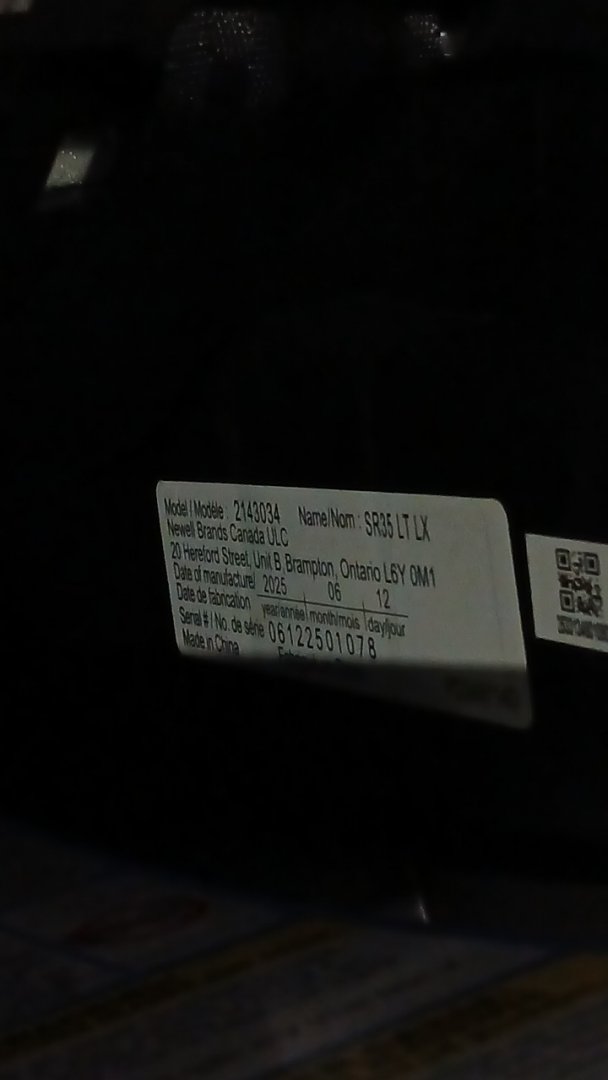 Model / Modèle : 2143034 Name/Nom : SR35 LT LX
Newell Brands Canada ULC
20 Hereford Street, Unit B, Brampton, Ontario L6Y 0M1
Date of manufacture/ 2025 06 12
Date de fabrication year/année month/mois day/jour
Serial # / No. de série 06122501078
Made in China